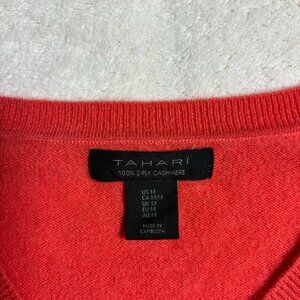 TAHARI
100% 2-PLY CASHMERE
US M
CA M/M
UK M
EU M
AU M
MADE IN
CAMBODIA